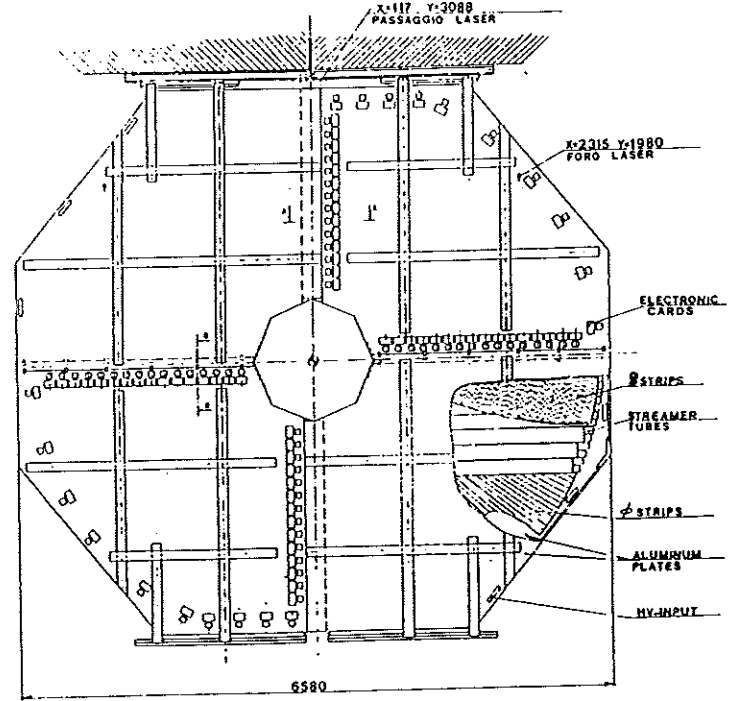 X=117 Y=3088
PASSAGGIO LASER
X=2315 Y=1980
FORO LASER
ELECTRONIC
CARDS
STRIPS
STREAMER
TUBES
ϕ STRIPS
ALUMINIUM
PLATES
HV-INPUT
6580